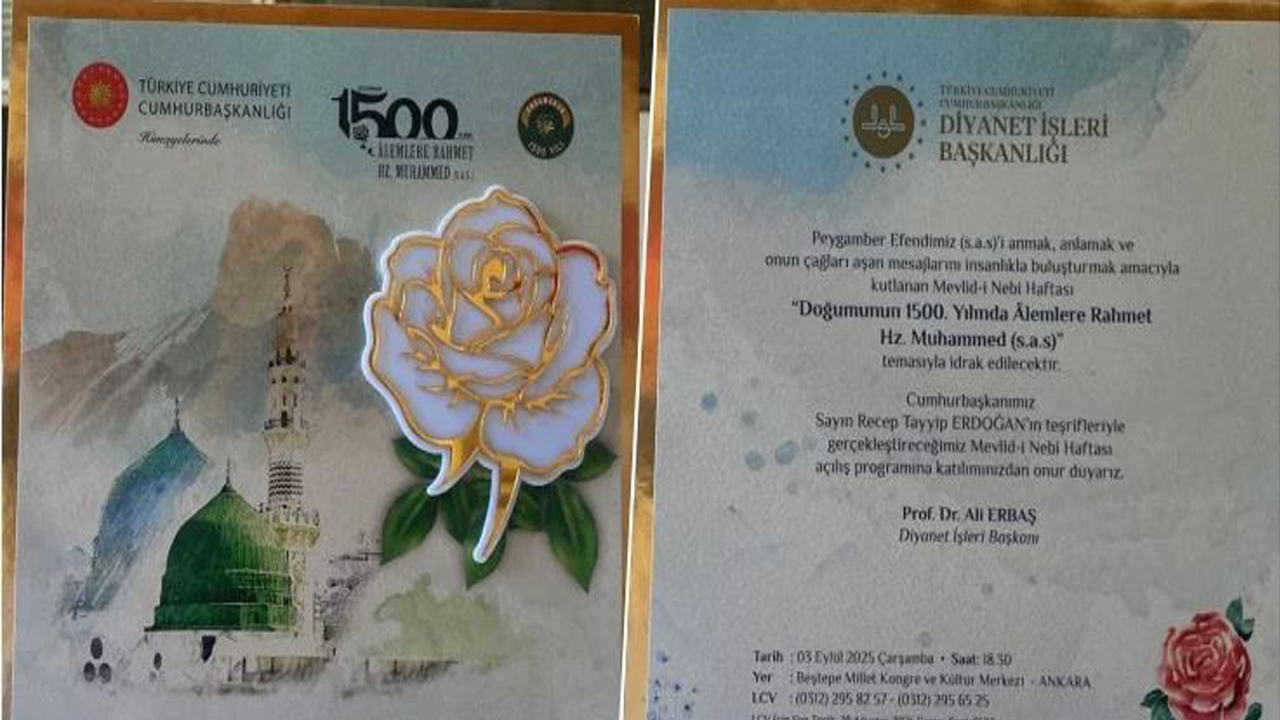 TÜRKİYE CUMHURİYETİ
CUMHURBAŞKANLIĞI
Himayelerinde
1500
ÂLEMLERE RAHMET
HZ. MUHAMMED (S.A.S.)
TÜRKİYE CUMHURİYETİ
CUMHURBAŞKANLIĞI
DİYANET İŞLERİ
BAŞKANLIĞI
Peygamber Efendimiz (s.a.s)'i anmak, anlamak ve
onun çağları aşan mesajlarını insanlıkla buluşturmak amacıyla
kutlanan Mevlid-i Nebi Haftası
“Doğumunun 1500. Yılında Âlemlere Rahmet
Hz. Muhammed (s.a.s)”
temasıyla idrak edilecektir.
Cumhurbaşkanımız
Sayın Recep Tayyip ERDOĞAN'ın teşrifleriyle
gerçekleştireceğimiz Mevlid-i Nebi Haftası
açılış programına katılımınızdan onur duyarız.
Prof. Dr. Ali ERBAŞ
Diyanet İşleri Başkanı
Tarih : 03 Eylül 2025 Çarşamba • Saat: 18.30
Yer : Beştepe Millet Kongre ve Kültür Merkezi - ANKARA
LCV : (0312) 295 82 57 - (0312) 295 65 25